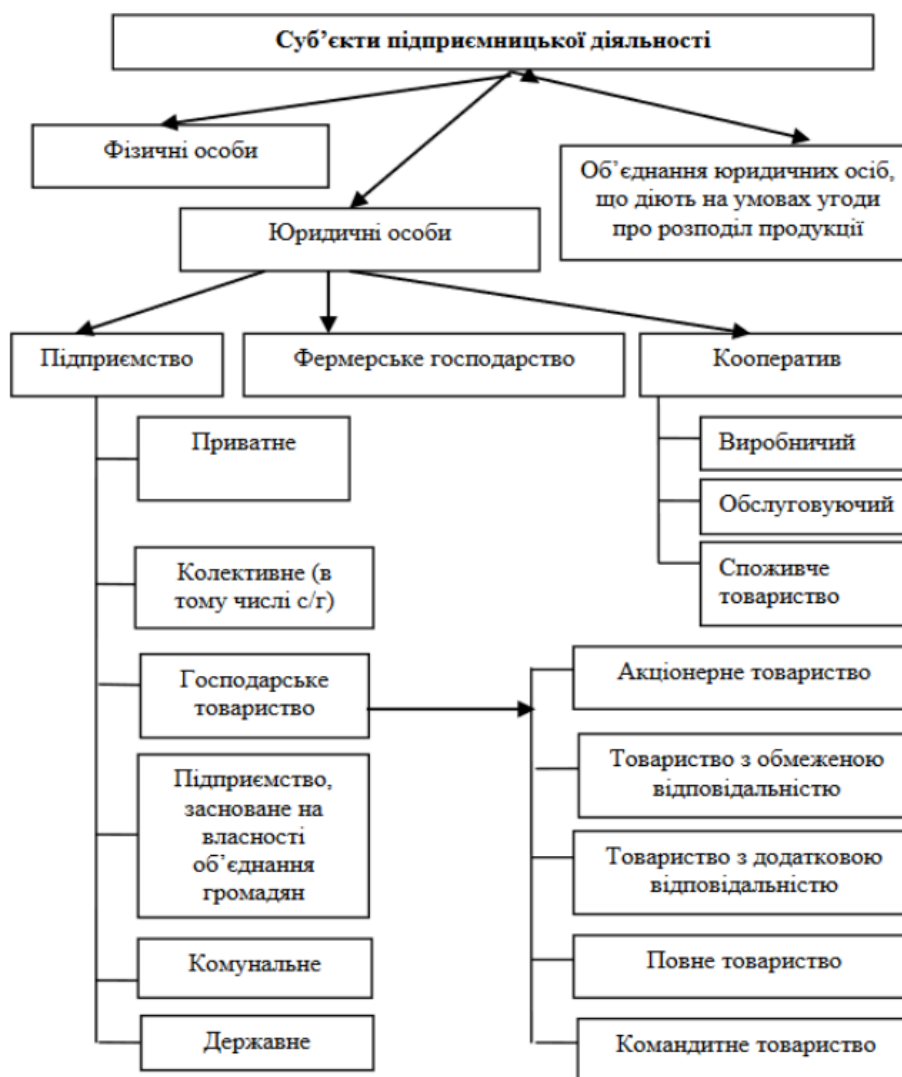 Суб’єкти підприємницької діяльності
Фізичні особи
Об’єднання юридичних осіб,
що діють на умовах угоди
про розподіл продукції
Юридичні особи
Підприємство
Фермерське господарство
Кооператив
Приватне
Колективне (в
тому числі с/г)
Господарське
товариство
Підприємство,
засноване на
власності
об’єднання
громадян
Комунальне
Державне
Виробничий
Обслуговуючий
Споживче
товариство
Акціонерне товариство
Товариство з обмеженою
відповідальністю
Товариство з додатковою
відповідальністю
Повне товариство
Командитне товариство